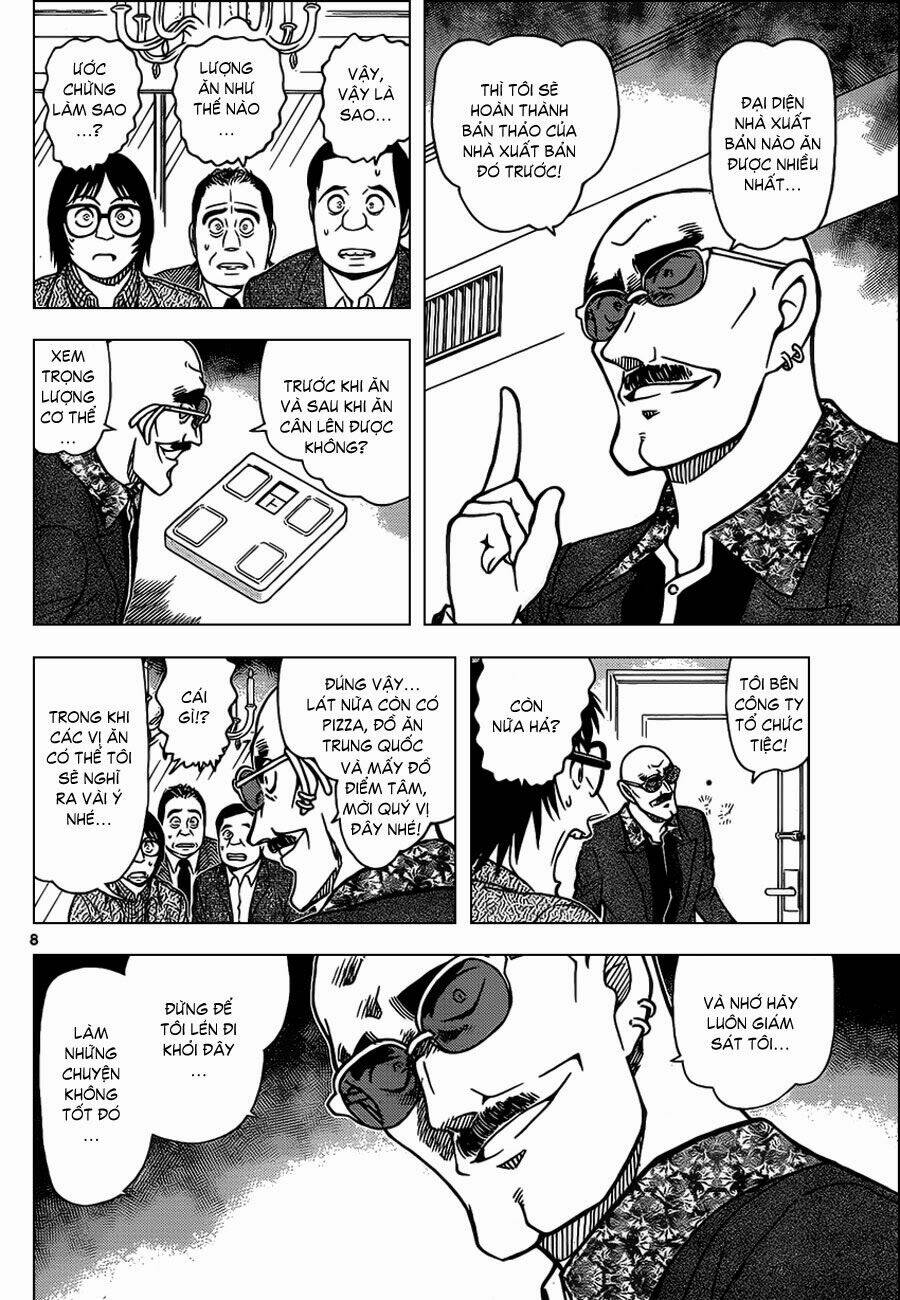 ĐẠI DIỆN
NHÀ XUẤT
BẢN NÀO ĂN
ĐƯỢC NHIỀU
NHẤT...
THÌ TÔI SẼ
HOÀN THÀNH
BẢN THẢO CỦA
NHÀ XUẤT BẢN
ĐÓ TRƯỚC!
VẬY,
VẬY LÀ
SAO...
LƯỢNG
ĂN NHƯ
THẾ NÀO
...
ƯỚC
CHỪNG
LÀM SAO
...?
TRƯỚC KHI ĂN
VÀ SAU KHI ĂN
CÂN LÊN ĐƯỢC
KHÔNG?
XEM
TRỌNG
LƯỢNG
CƠ THỂ
...
TÔI BÊN
CÔNG TY
TỔ CHỨC
TIỆC!
CÒN
NỮA HẢ?
ĐÚNG VẬY...
LÁT NỮA CÒN CÓ
PIZZA, ĐỒ ĂN
TRUNG QUỐC
VÀ MẤY ĐỒ
ĐIỂM TÂM,
MỜI QUÝ VỊ
ĐÂY NHÉ!
CÁI
GÌ!?
TRONG KHI
CÁC VỊ ĂN
CÓ THỂ TÔI
SẼ NGHĨ
RA VÀI Ý
NHÉ...
8
VÀ NHỚ HÃY
LUÔN GIÁM
SÁT TÔI...
ĐỪNG ĐỂ
TÔI LÉN ĐI
KHỎI ĐÂY
...
LÀM
NHỮNG
CHUYỆN
KHÔNG
TỐT ĐÓ
...